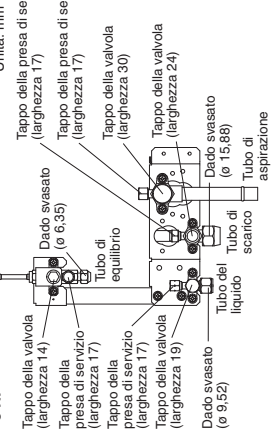 Unità: mm
Tappo della valvola
(larghezza 14)
Tappo della
presa di servizio
(larghezza 17)
Tappo della
presa di servizio
(larghezza 17)
Tappo della valvola
(larghezza 19)
Dado svasato
(ø 9,52)
Dado svasato
(ø 6,35)
Tubo di
equilibrio
Tappo della presa di se
(larghezza 17)
Tappo della presa di se
(larghezza 17)
Tappo della valvola
(larghezza 30)
Tappo della valvola
(larghezza 24)
Dado svasato
(ø 15,88)
Tubo del
liquido
Tubo di
scarico
Tubo di
aspirazione